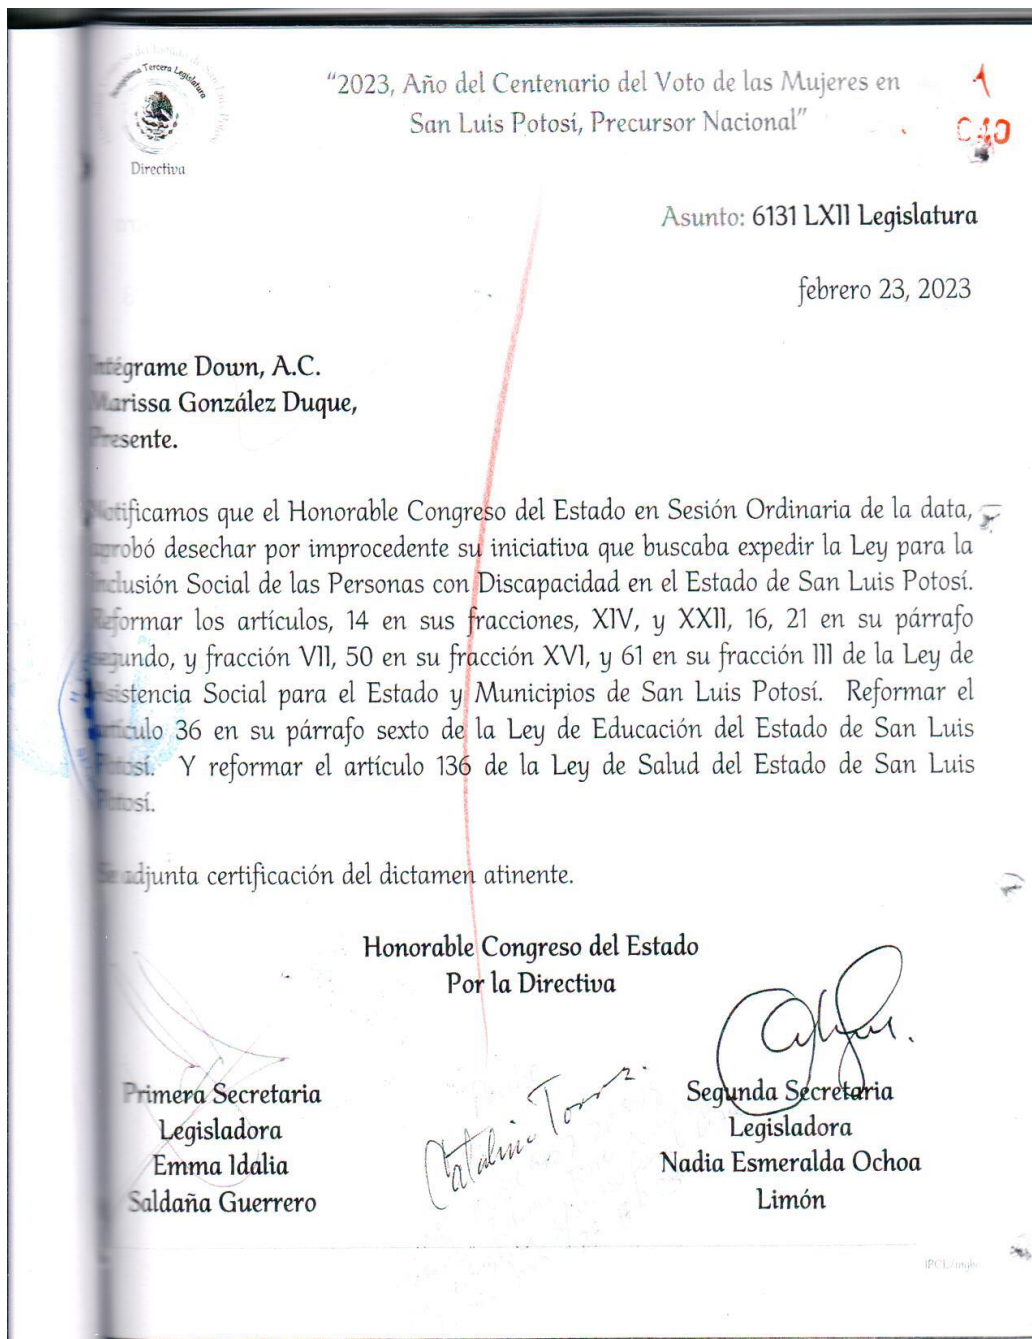 Tercera Legislatura
Directiva
"2023, Año del Centenario del Voto de las Mujeres en
San Luis Potosí, Precursor Nacional"
1
C40
Asunto: 6131 LXII Legislatura
febrero 23, 2023
Intégrame Down, A.C.
Marissa González Duque,
Presente.
Notificamos que el Honorable Congreso del Estado en Sesión Ordinaria de la data,
aprobó desechar por improcedente su iniciativa que buscaba expedir la Ley para la
Inclusión Social de las Personas con Discapacidad en el Estado de San Luis Potosí.
Reformar los artículos, 14 en sus fracciones, XIV, y XXII, 16, 21 en su párrafo
segundo, y fracción VII, 50 en su fracción XVI, y 61 en su fracción III de la Ley de
Asistencia Social para el Estado y Municipios de San Luis Potosí. Reformar el
artículo 36 en su párrafo sexto de la Ley de Educación del Estado de San Luis
Potosí. Y reformar el artículo 136 de la Ley de Salud del Estado de San Luis
Potosí.
Se adjunta certificación del dictamen atinente.
Honorable Congreso del Estado
Por la Directiva
Primera Secretaria
Legisladora
Emma Idalia
Saldaña Guerrero
Catalina Torres
Segunda Secretaria
Legisladora
Nadia Esmeralda Ochoa
Limón